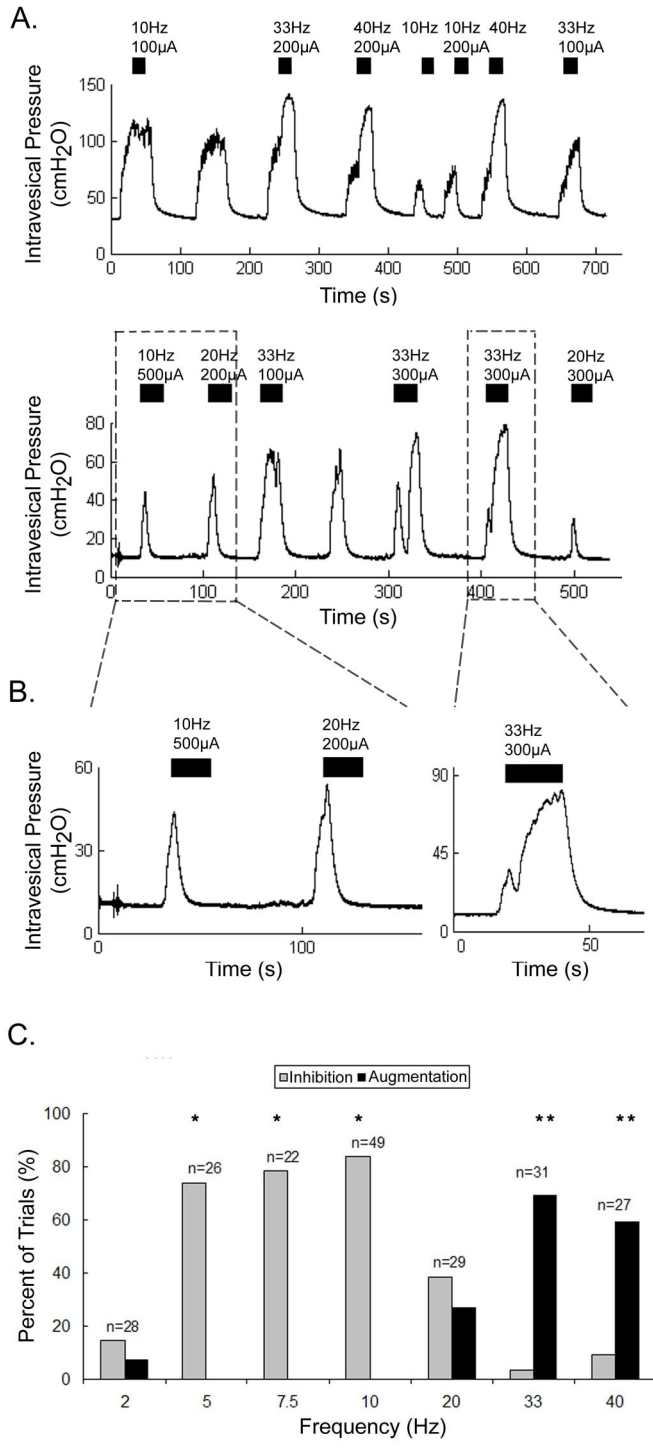 A.
10Hz 33Hz 40Hz 10Hz 10Hz 40Hz 33Hz
100µA 200µA 200µA 200µA 100µA
150
100
50
0
Intravesical Pressure
(cmH2O)
0 100 200 300 400 500 600 700
Time (s)
10Hz 20Hz 33Hz 33Hz 33Hz 20Hz
500µA 200µA 100µA 300µA 300µA 300µA
80
60
40
20
0
Intravesical Pressure
(cmH2O)
0 100 200 300 400 500
Time (s)
B.
10Hz 20Hz
500µA 200µA
60
30
0
Intravesical Pressure
(cmH2O)
0 100
Time (s)
33Hz
300µA
90
45
0
0 50
Time (s)
C.
Inhibition Augmentation
100
80
60
40
20
0
Percent of Trials (%)
* * * ** **
n=28 n=26 n=22 n=49 n=29 n=31 n=27
2 5 7.5 10 20 33 40
Frequency (Hz)